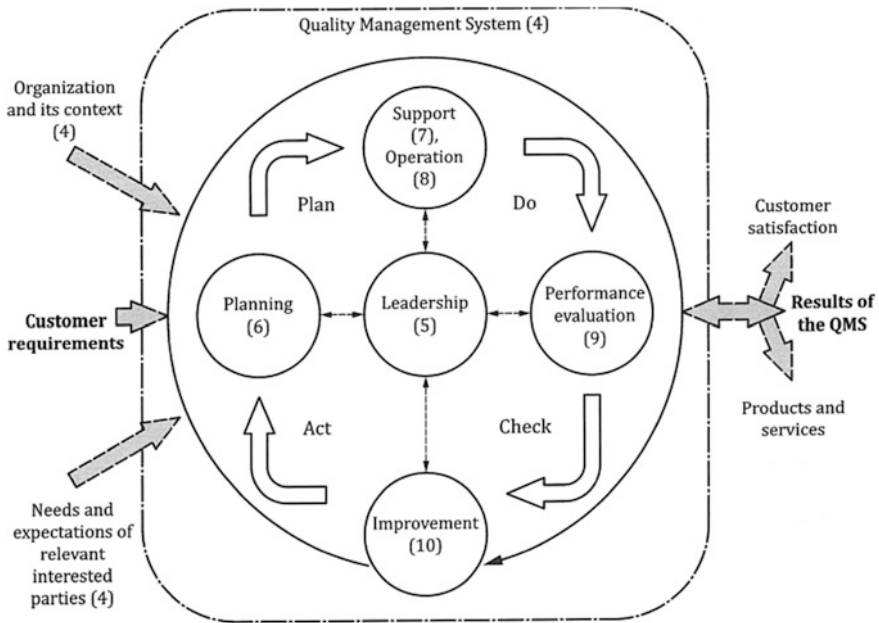 Quality Management System (4)
Organization
and its context
(4)
Support
(7),
Operation
(8)
Plan
Do
Customer
satisfaction
Planning
(6)
Leadership
(5)
Performance
evaluation
(9)
Customer
requirements
Results of
the QMS
Act
Check
Products and
services
Improvement
(10)
Needs and
expectations of
relevant
interested
parties (4)